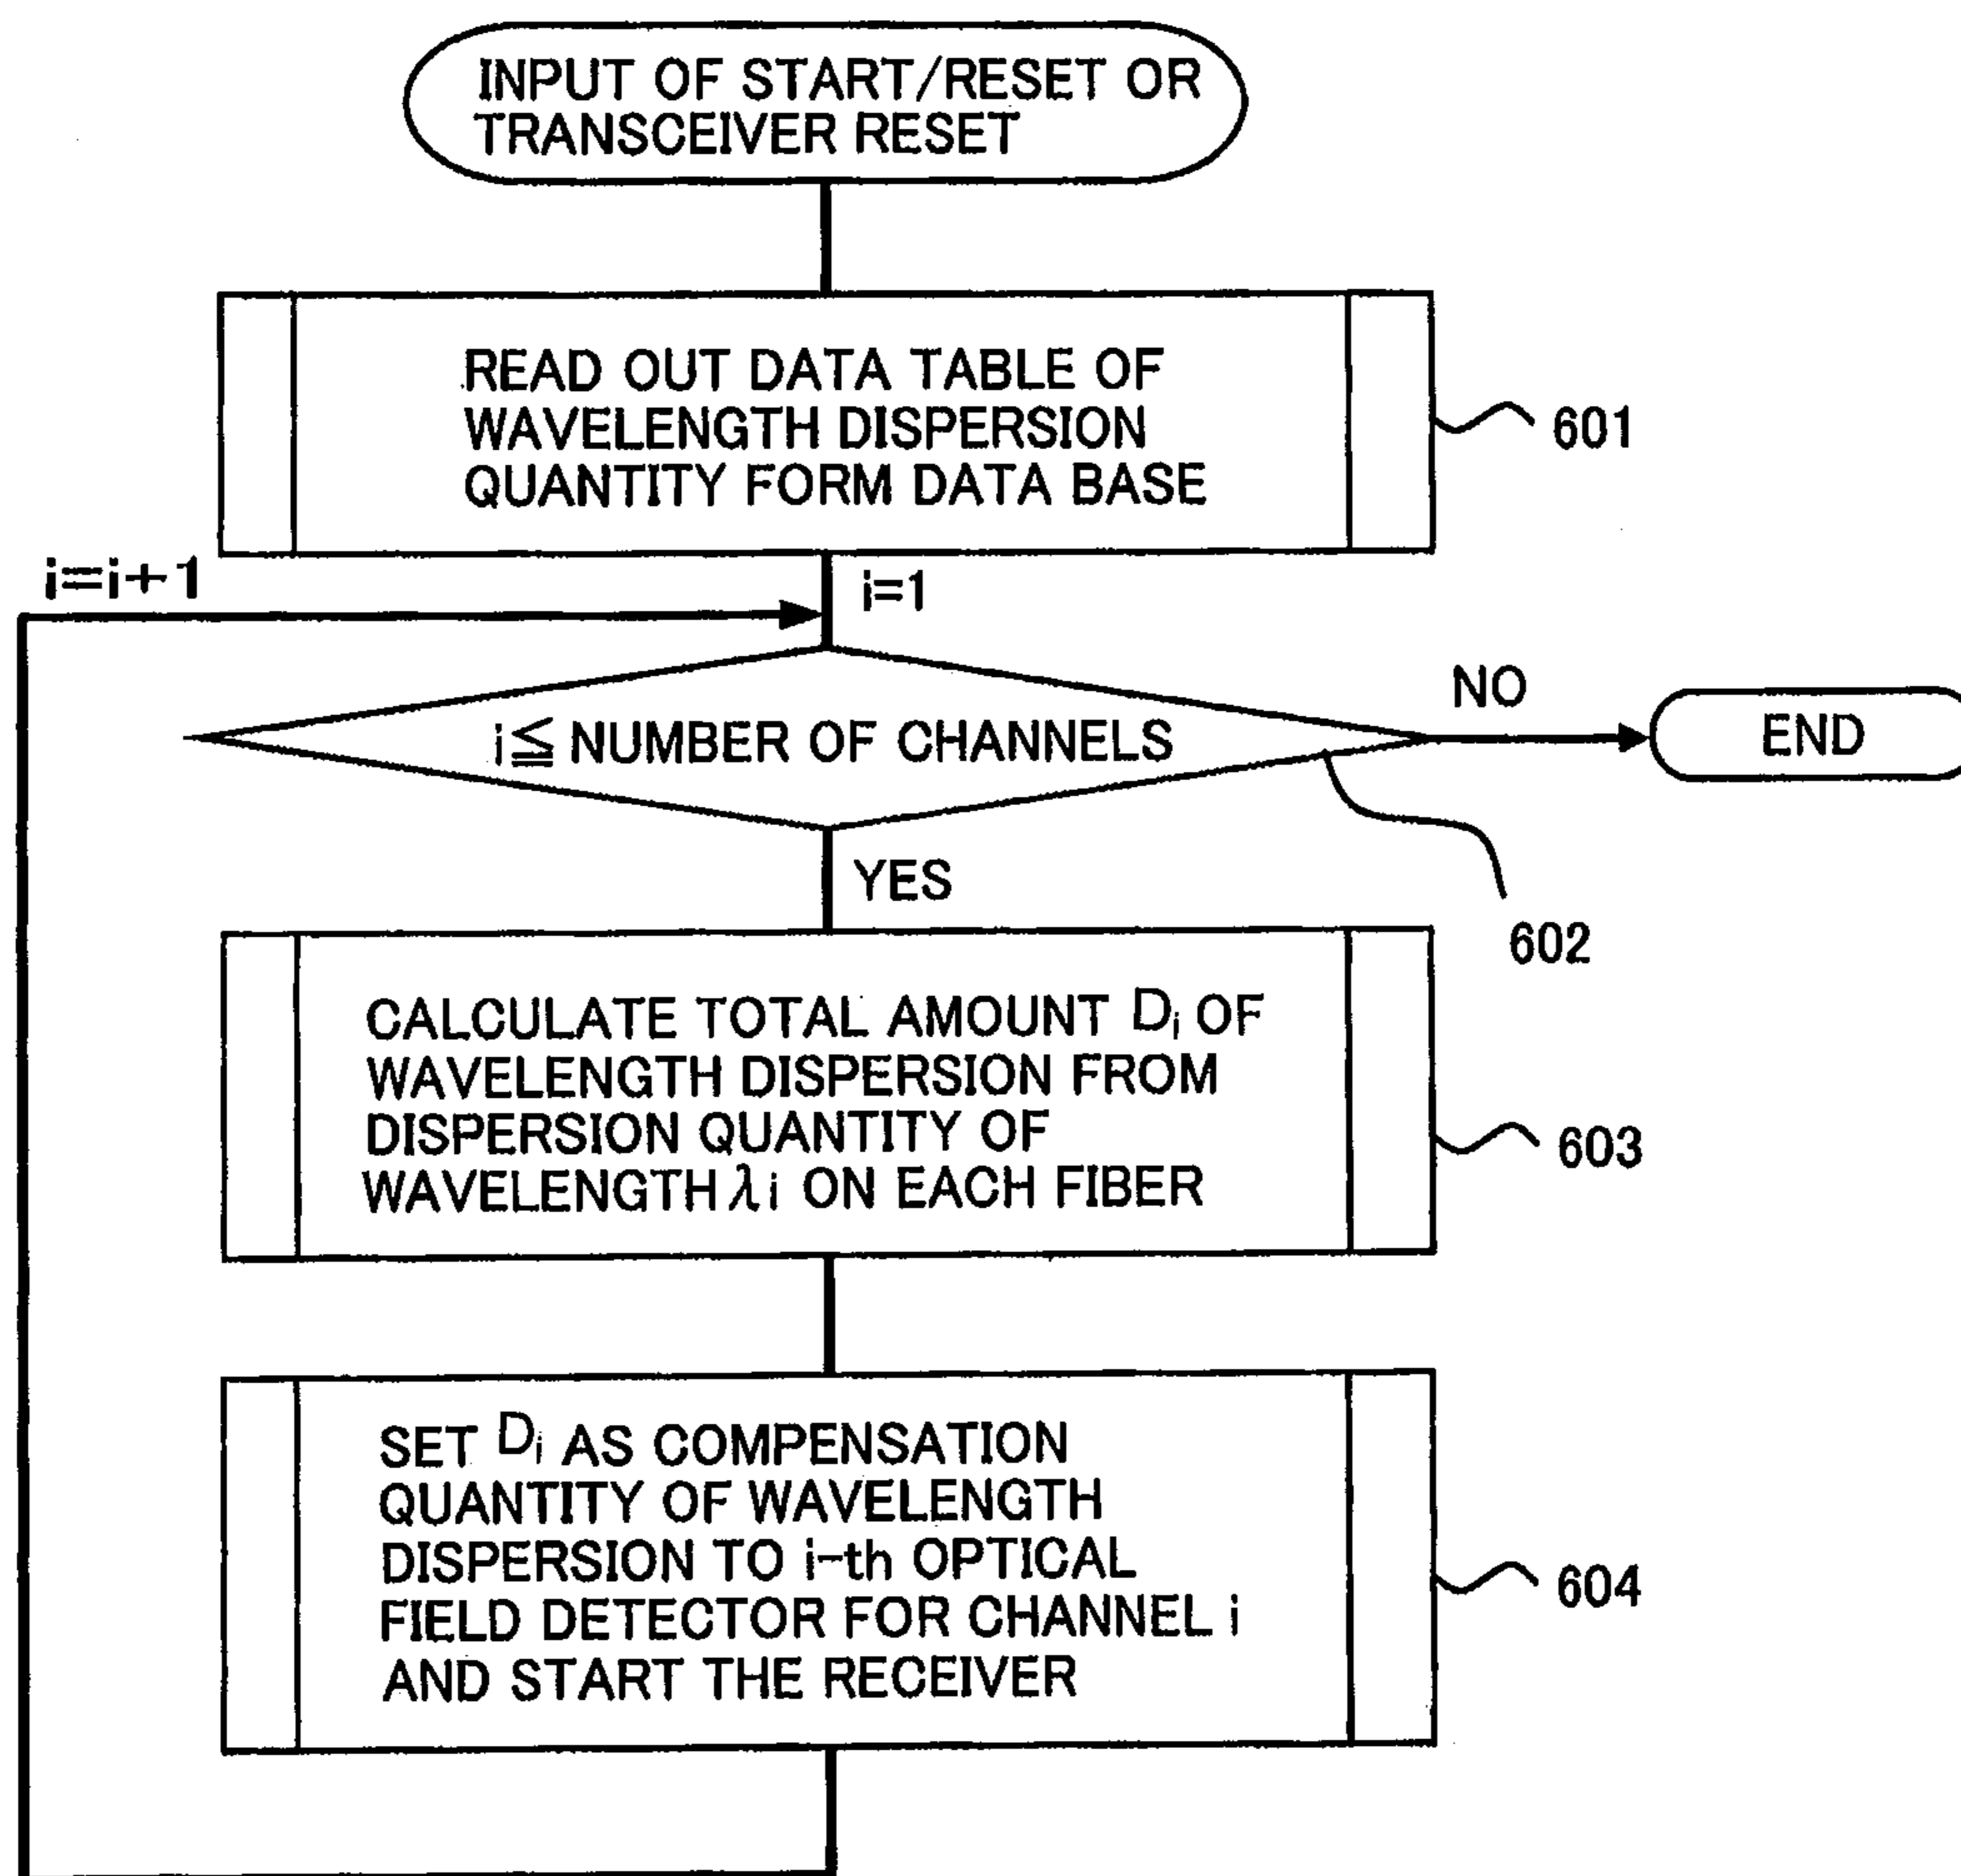 INPUT OF START/RESET OR
TRANSCEIVER RESET
READ OUT DATA TABLE OF
WAVELENGTH DISPERSION
QUANTITY FORM DATA BASE
601
i=i+1
i=1
i≦NUMBER OF CHANNELS
NO
END
602
YES
CALCULATE TOTAL AMOUNT Di OF
WAVELENGTH DISPERSION FROM
DISPERSION QUANTITY OF
WAVELENGTH λi ON EACH FIBER
603
SET Di AS COMPENSATION
QUANTITY OF WAVELENGTH
DISPERSION TO i-th OPTICAL
FIELD DETECTOR FOR CHANNEL i
AND START THE RECEIVER
604